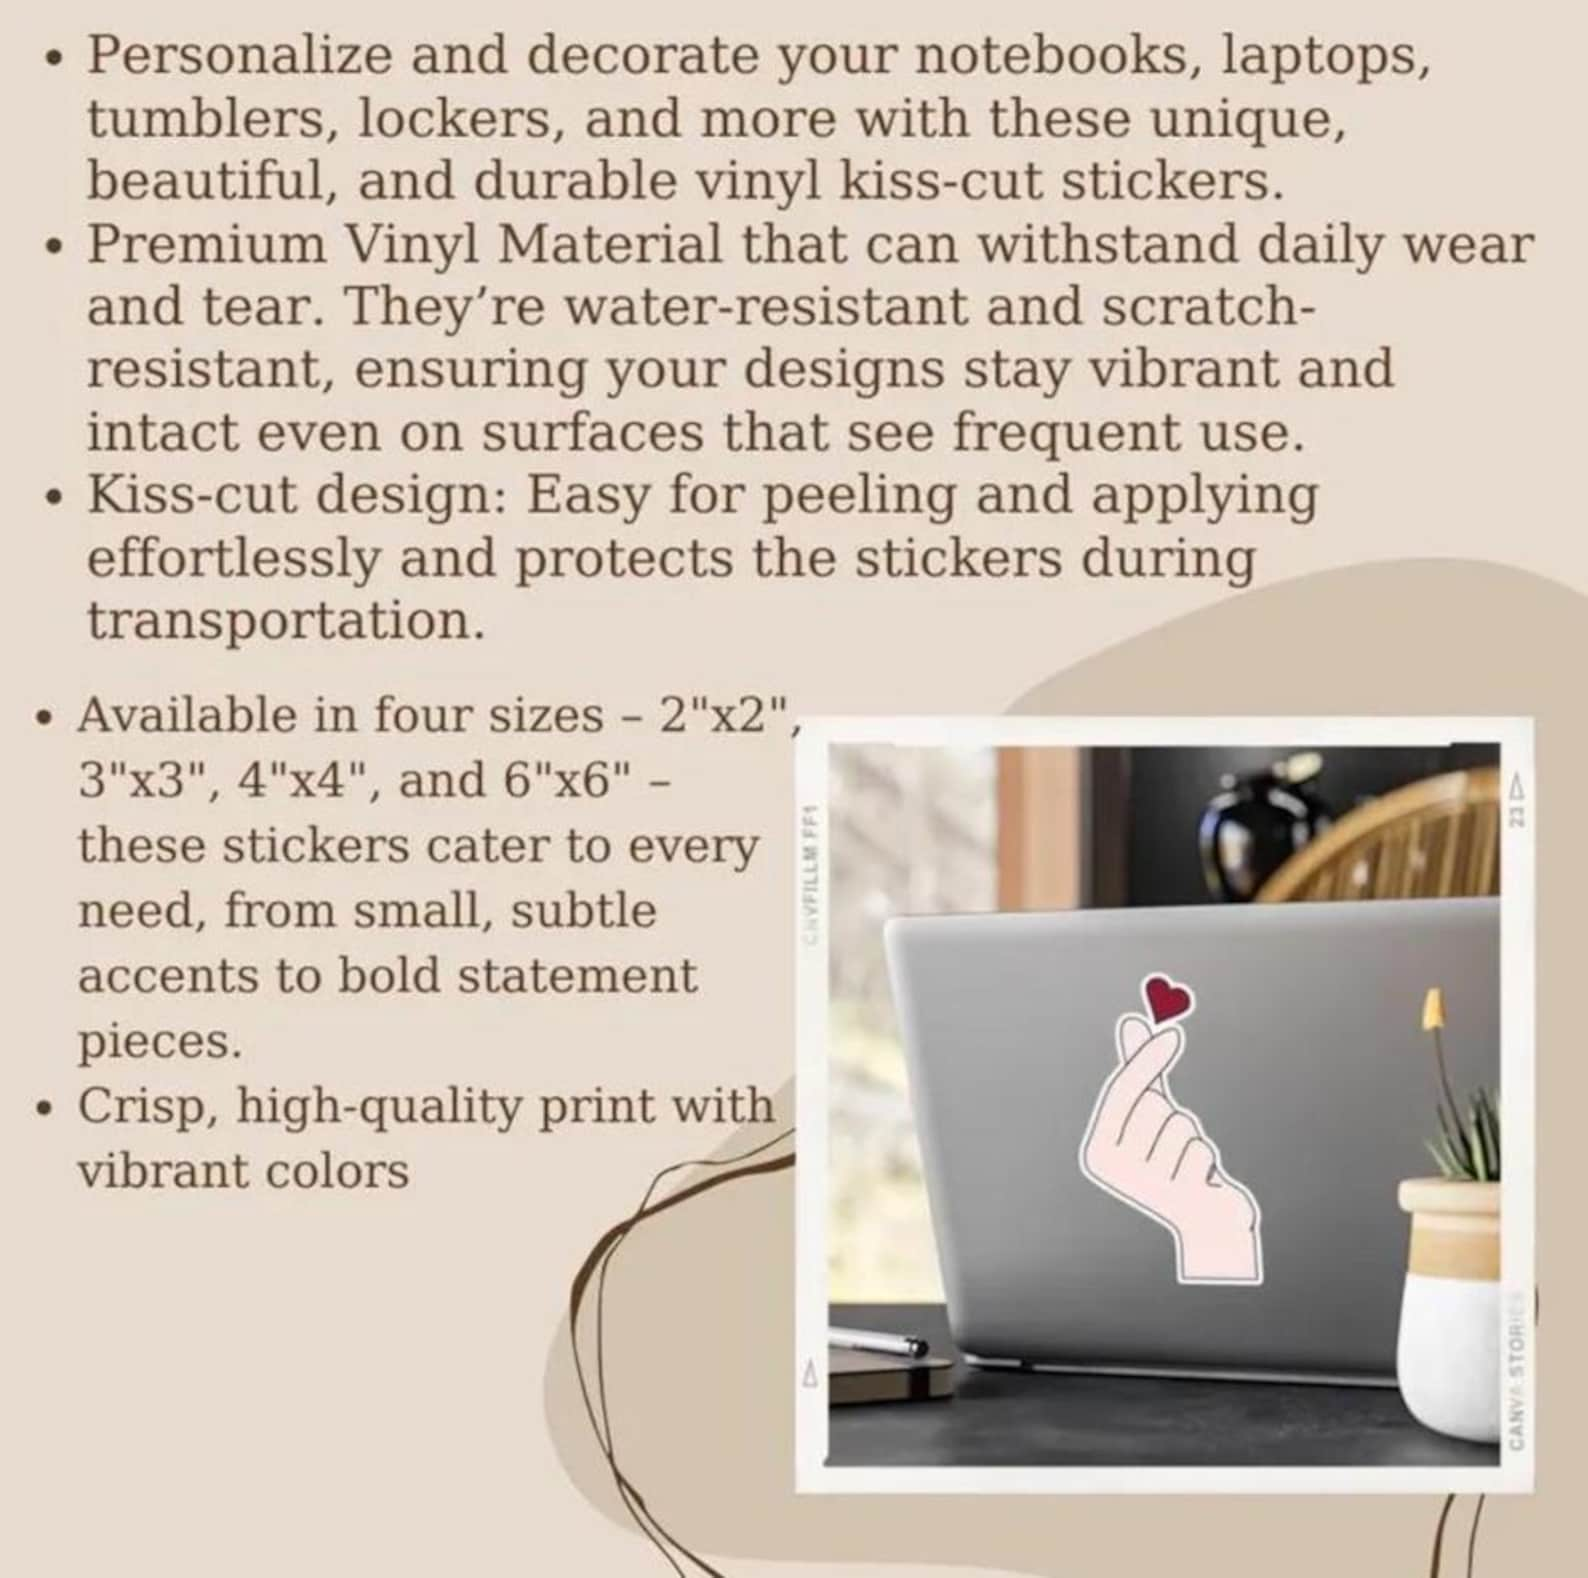 • Personalize and decorate your notebooks, laptops,
tumblers, lockers, and more with these unique,
beautiful, and durable vinyl kiss-cut stickers.
• Premium Vinyl Material that can withstand daily wear
and tear. They’re water-resistant and scratch-
resistant, ensuring your designs stay vibrant and
intact even on surfaces that see frequent use.
• Kiss-cut design: Easy for peeling and applying
effortlessly and protects the stickers during
transportation.
• Available in four sizes – 2"x2",
3"x3", 4"x4", and 6"x6" –
these stickers cater to every
need, from small, subtle
accents to bold statement
pieces.
• Crisp, high-quality print with
vibrant colors
CNVFILLM FF1
23
CANVA STORIES